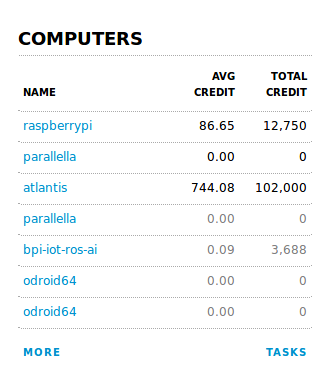 COMPUTERS
AVG TOTAL
NAME CREDIT CREDIT
raspberrypi 86.65 12,750
parallella 0.00 0
atlantis 744.08 102,000
parallella 0.00 0
bpi-iot-ros-ai 0.09 3,688
odroid64 0.00 0
odroid64 0.00 0
MORE TASKS